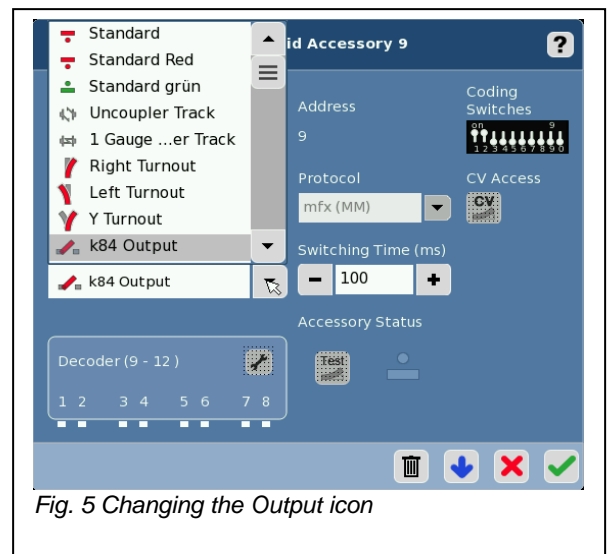 Standard
Standard Red
Standard grün
Uncoupler Track
1 Gauge ...er Track
Right Turnout
Left Turnout
Y Turnout
k84 Output
k84 Output
id Accessory 9
?
Address
9
Coding
Switches
on 9
1 2 3 4 5 6 7 8 9 0
Protocol
mfx (MM)
CV Access
CV
Switching Time (ms)
− 100 +
Accessory Status
Test
Decoder (9 - 12 )
1 2 3 4 5 6 7 8
Fig. 5 Changing the Output icon